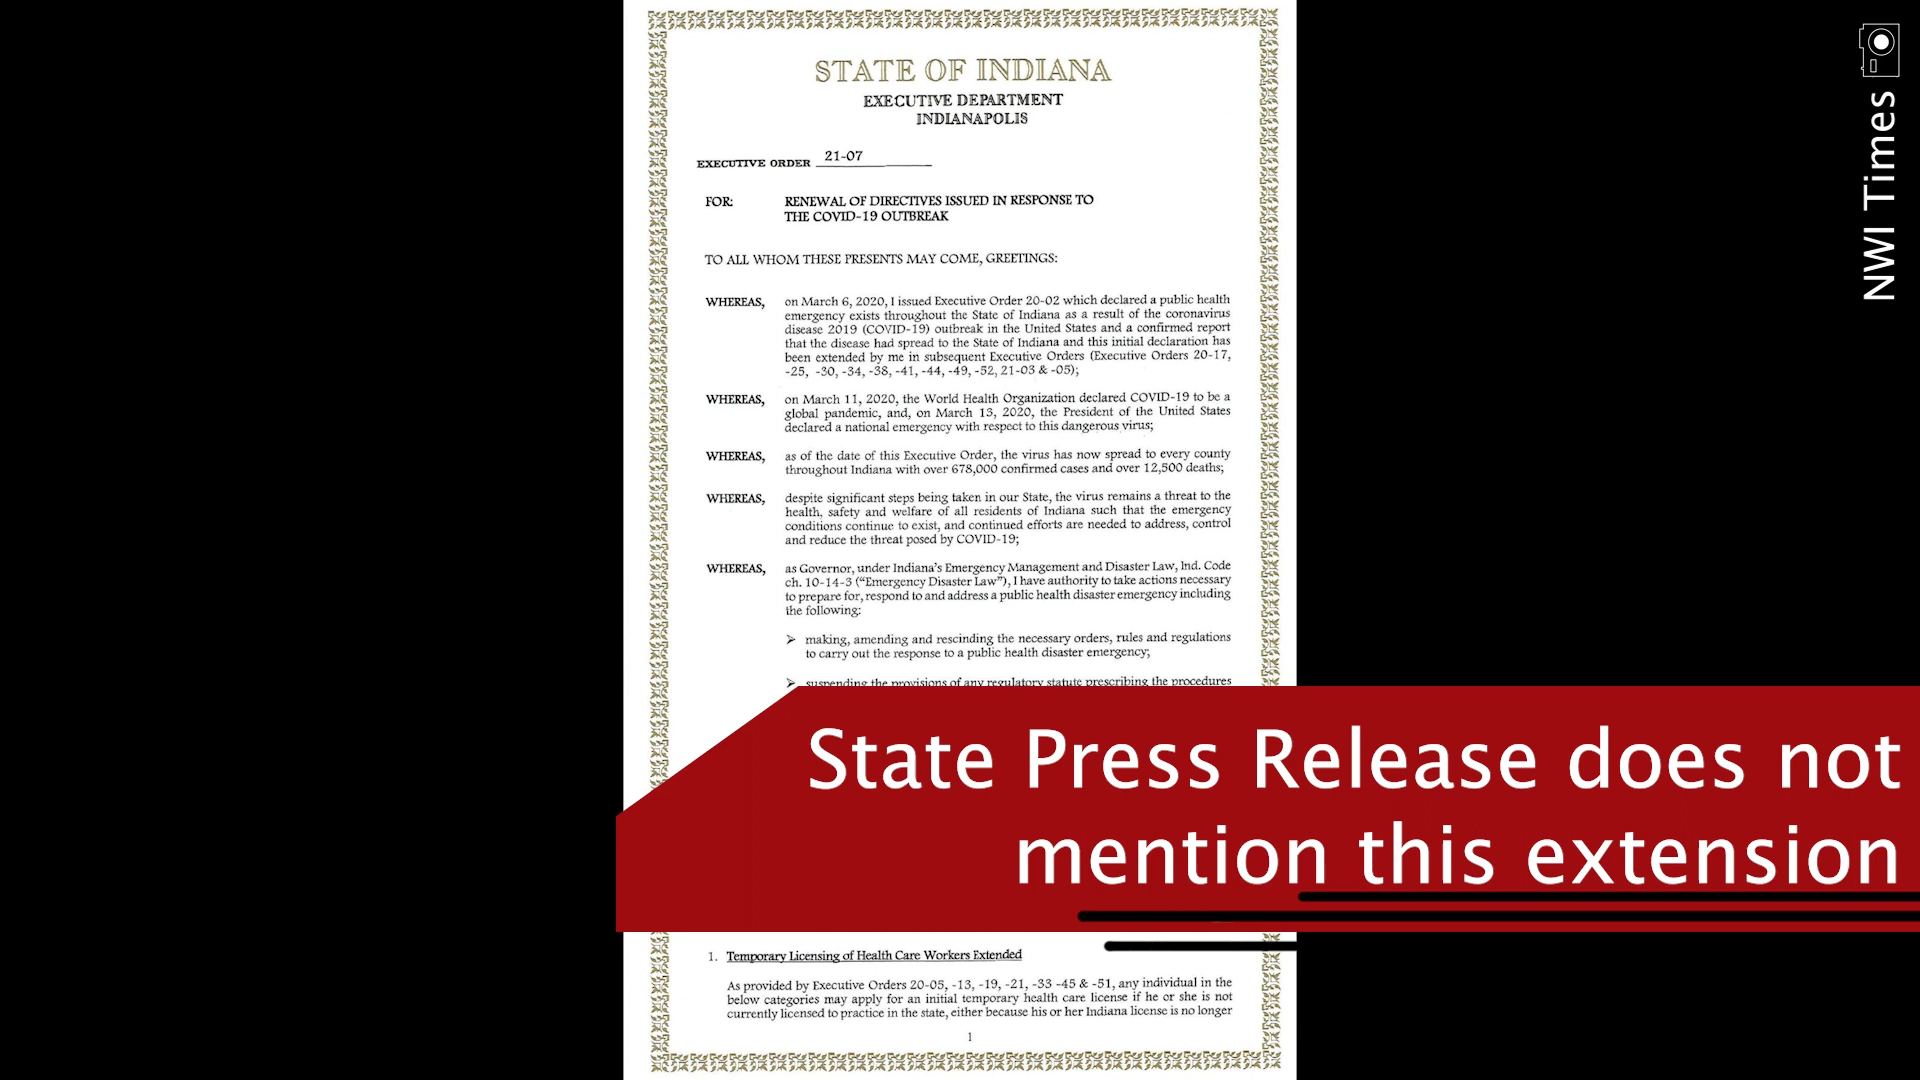 STATE OF INDIANA
EXECUTIVE DEPARTMENT
INDIANAPOLIS
EXECUTIVE ORDER 21-07
FOR: RENEWAL OF DIRECTIVES ISSUED IN RESPONSE TO
THE COVID-19 OUTBREAK
TO ALL WHOM THESE PRESENTS MAY COME, GREETINGS:
WHEREAS, on March 6, 2020, I issued Executive Order 20-02 which declared a public health
emergency exists throughout the State of Indiana as a result of the coronavirus
disease 2019 (COVID-19) outbreak in the United States and a confirmed report
that the disease had spread to the State of Indiana and this initial declaration has
been extended by me in subsequent Executive Orders (Executive Orders 20-17,
-25, -30, -34, -38, -41, -44, -49, -52, 21-03 & -05);
WHEREAS, on March 11, 2020, the World Health Organization declared COVID-19 to be a
global pandemic, and, on March 13, 2020, the President of the United States
declared a national emergency with respect to this dangerous virus;
WHEREAS, as of the date of this Executive Order, the virus has now spread to every county
throughout Indiana with over 678,000 confirmed cases and over 12,500 deaths;
WHEREAS, despite significant steps being taken in our State, the virus remains a threat to the
health, safety and welfare of all residents of Indiana such that the emergency
conditions continue to exist, and continued efforts are needed to address, control
and reduce the threat posed by COVID-19;
WHEREAS, as Governor, under Indiana's Emergency Management and Disaster Law, Ind. Code
ch. 10-14-3 ("Emergency Disaster Law"), I have authority to take actions necessary
to prepare for, respond to and address a public health disaster emergency including
the following:
➢ making, amending and rescinding the necessary orders, rules and regulations
to carry out the response to a public health disaster emergency;
➢ suspending the provisions of any regulatory statute prescribing the procedures
State Press Release does not
mention this extension
1. Temporary Licensing of Health Care Workers Extended
As provided by Executive Orders 20-05, -13, -19, -21, -33 -45 & -51, any individual in the
below categories may apply for an initial temporary health care license if he or she is not
currently licensed to practice in the state, either because his or her Indiana license is no longer
1
NWI Times